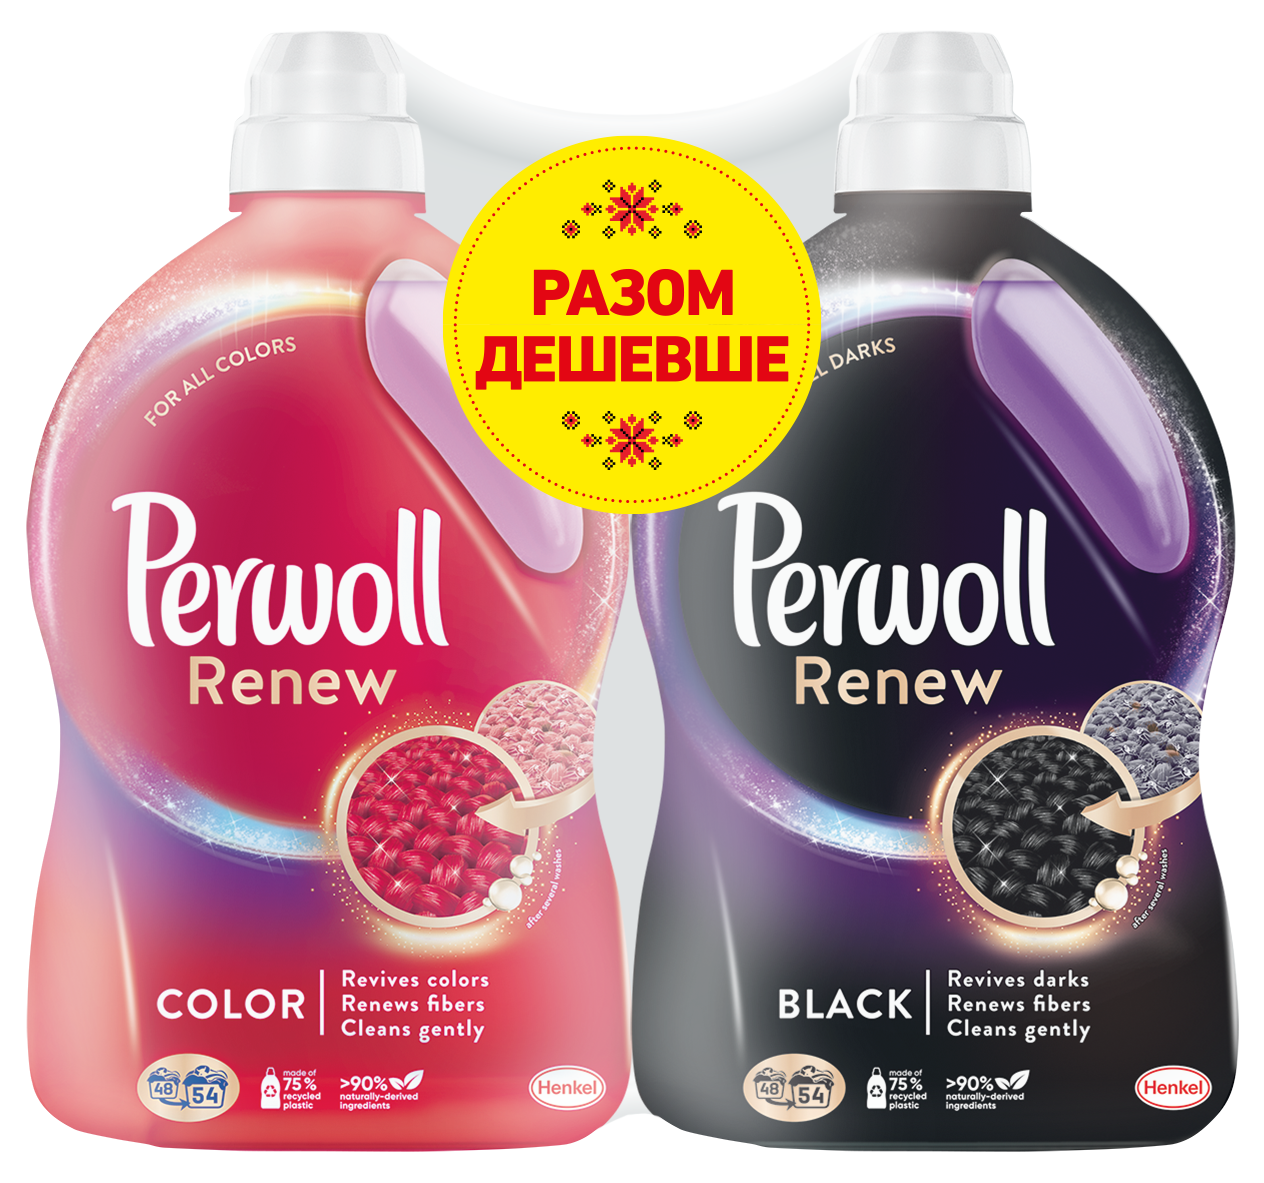 РАЗОМ
ДЕШЕВШЕ
FOR ALL COLORS
Perwoll
Renew
after several washes
COLOR
Revives colors
Renews fibers
Cleans gently
48 54
made of
75%
recycled
plastic
>90%
naturally-derived
ingredients
Henkel
DARKS
Perwoll
Renew
after several washes
BLACK
Revives darks
Renews fibers
Cleans gently
48 54
made of
75%
recycled
plastic
>90%
naturally-derived
ingredients
Henkel